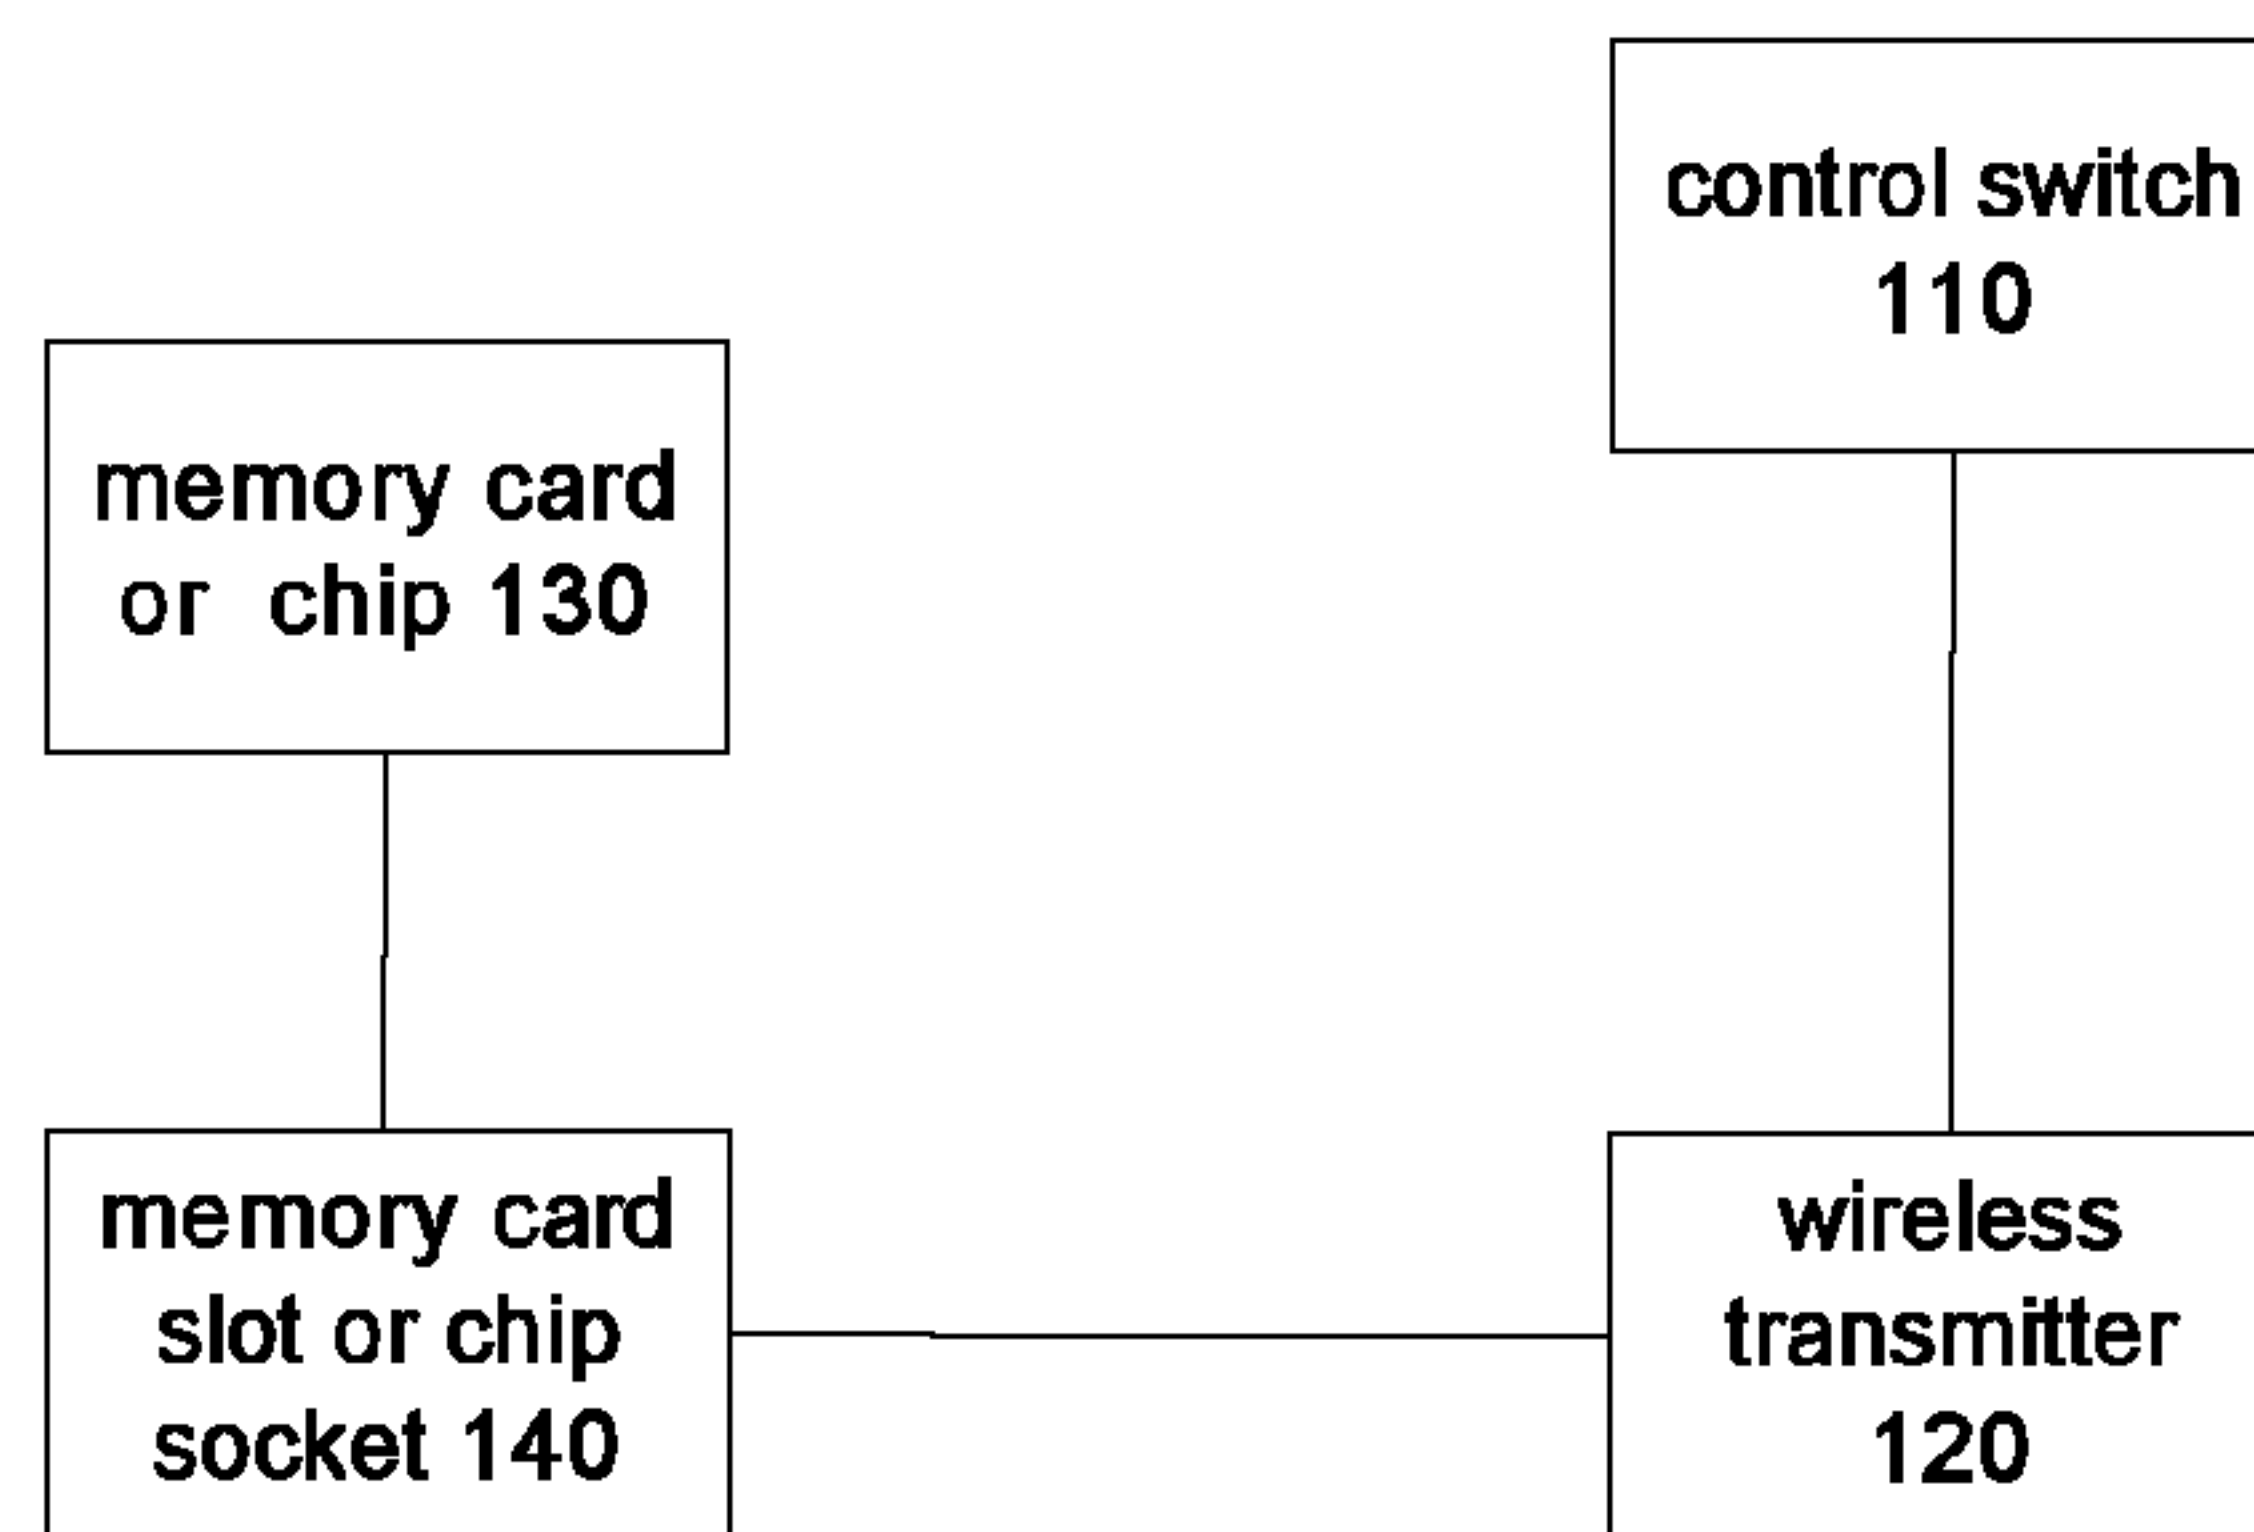 control switch
110
memory card
or chip 130
memory card
slot or chip
socket 140
wireless
transmitter
120